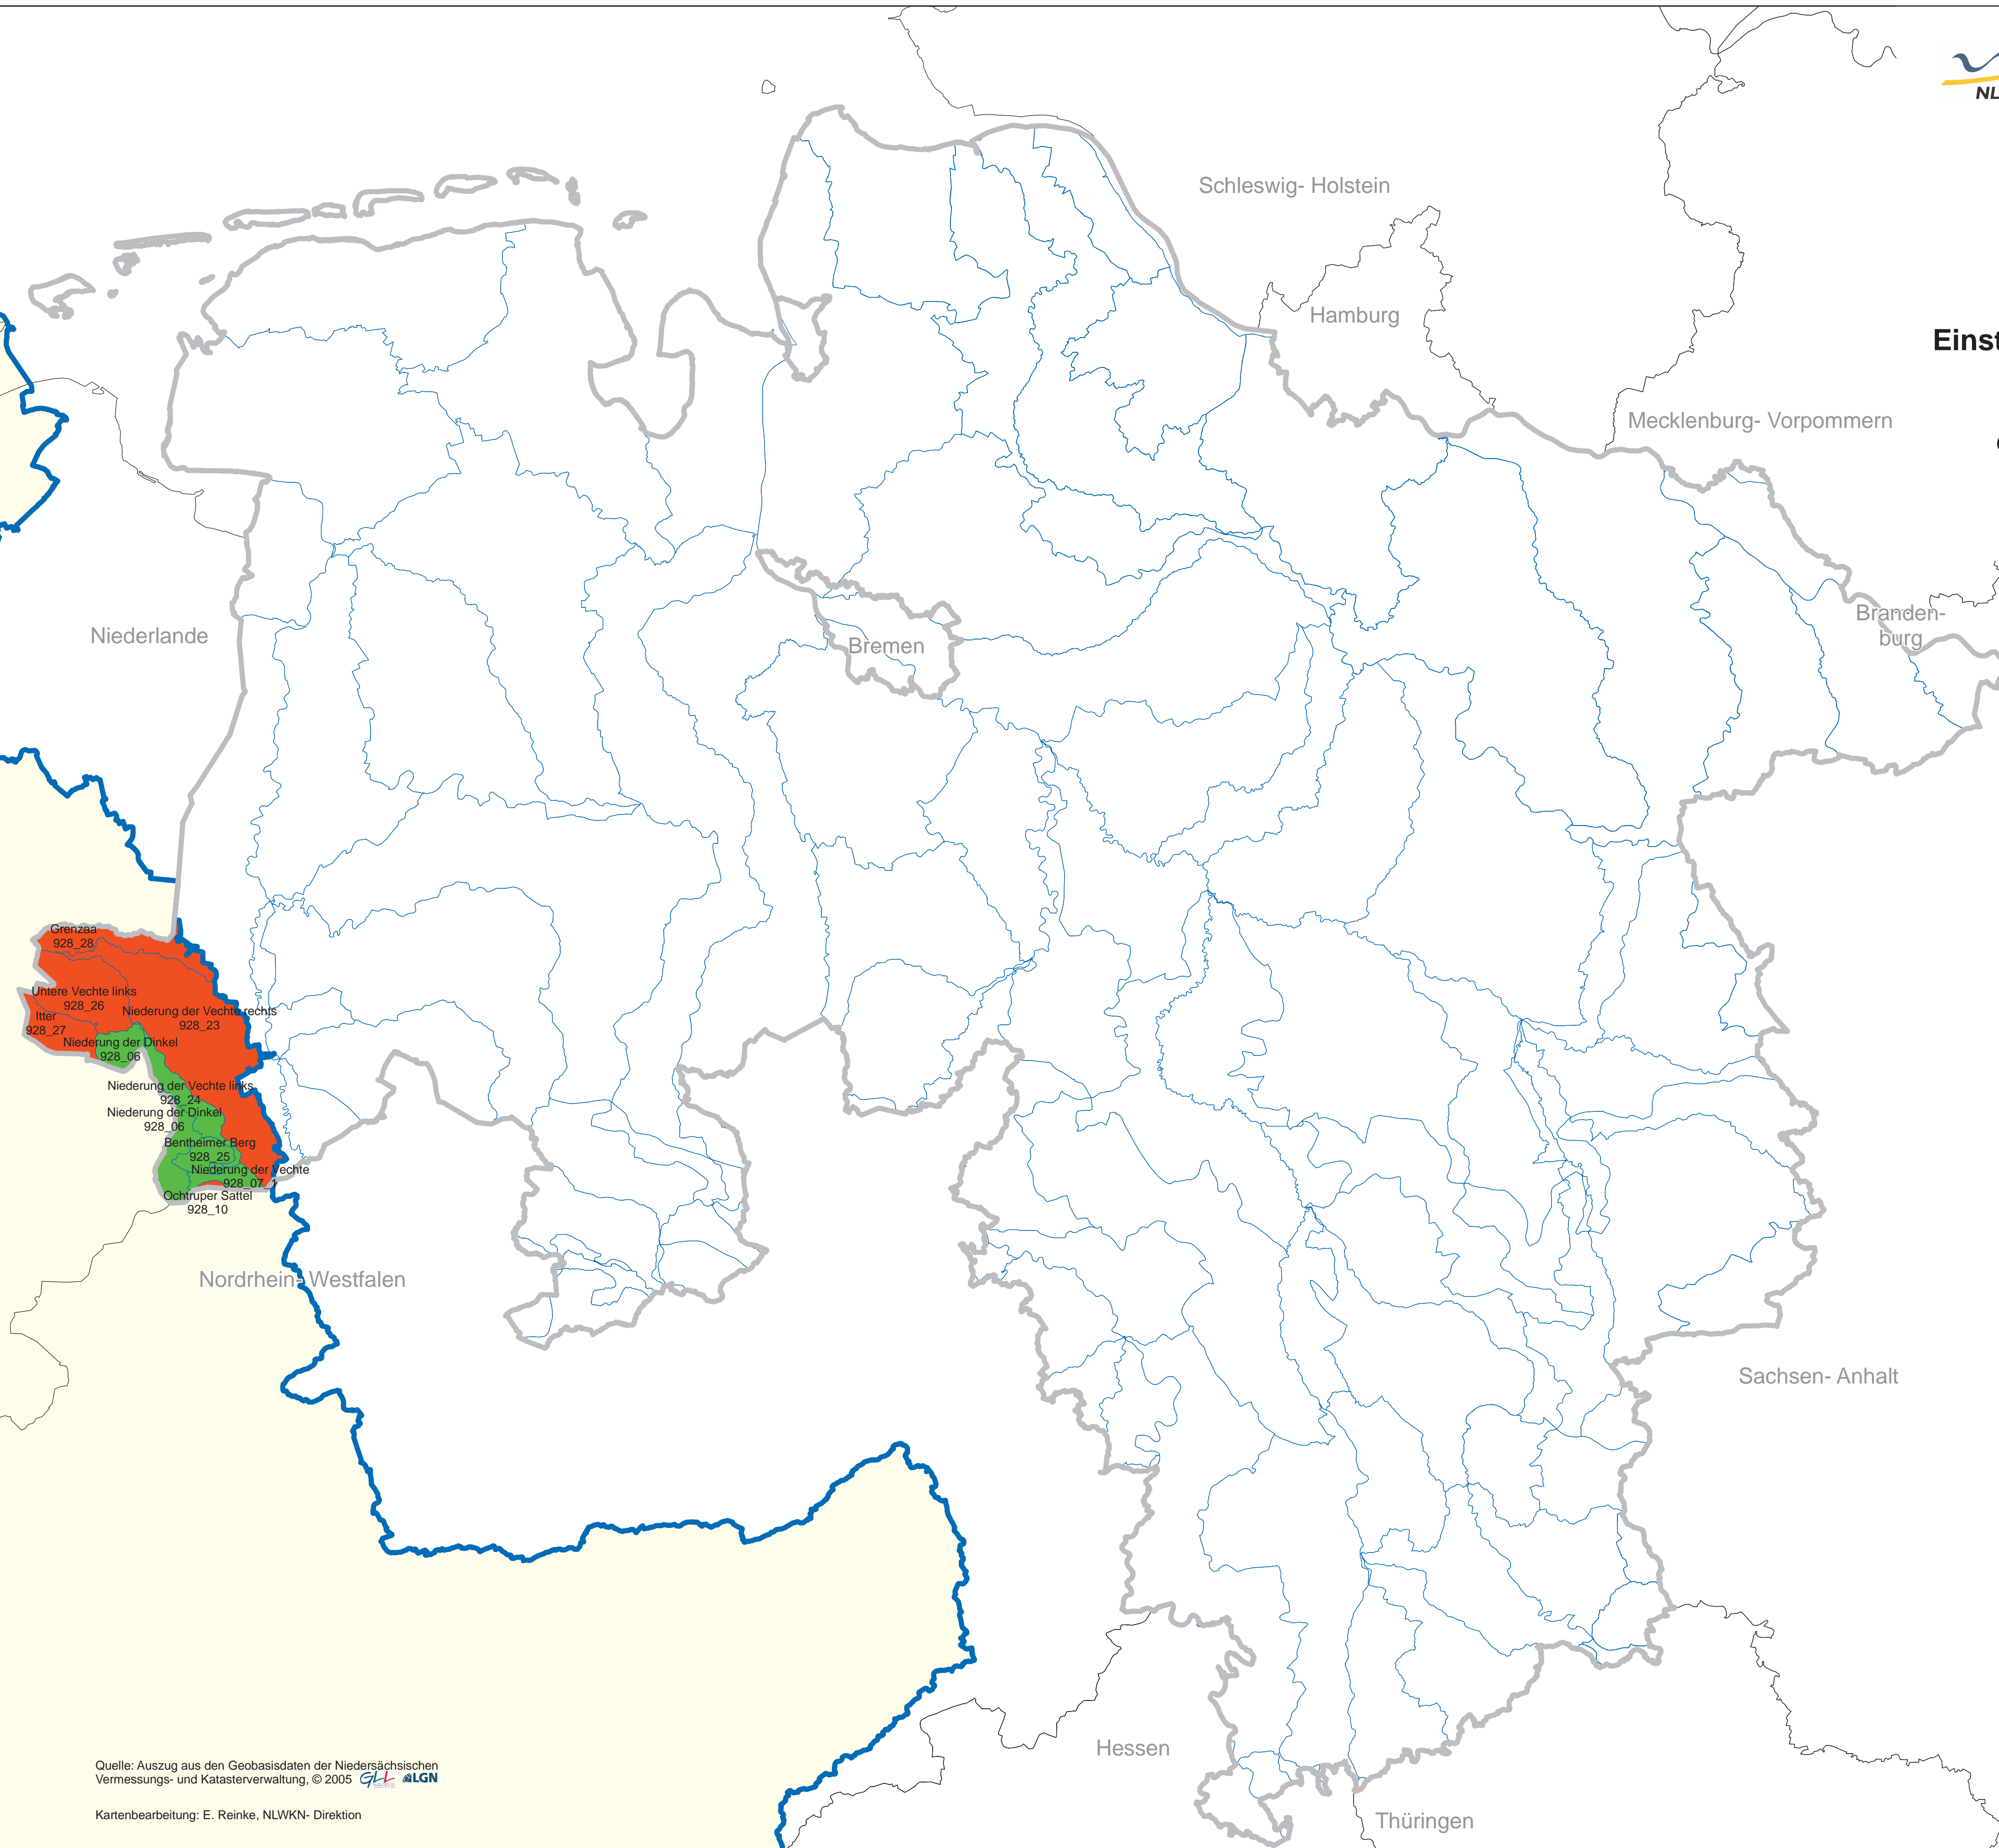 NL
Schleswig- Holstein
Hamburg
Einst
Mecklenburg- Vorpommern
Branden-
burg
Niederlande
Bremen
Grenzaa
928_28
Untere Vechte links
928_26
Itter
928_27
Niederung der Vechte rechts
928_23
Niederung der Dinkel
928_06
Niederung der Vechte links
928_24
Niederung der Dinkel
928_06
Bentheimer Berg
928_25
Niederung der Vechte
928_07_1
Ochtruper Sattel
928_10
Nordrhein- Westfalen
Sachsen- Anhalt
Hessen
Thüringen
Quelle: Auszug aus den Geobasisdaten der Niedersächsischen
Vermessungs- und Katasterverwaltung, © 2005 GLL LGN
Kartenbearbeitung: E. Reinke, NLWKN- Direktion